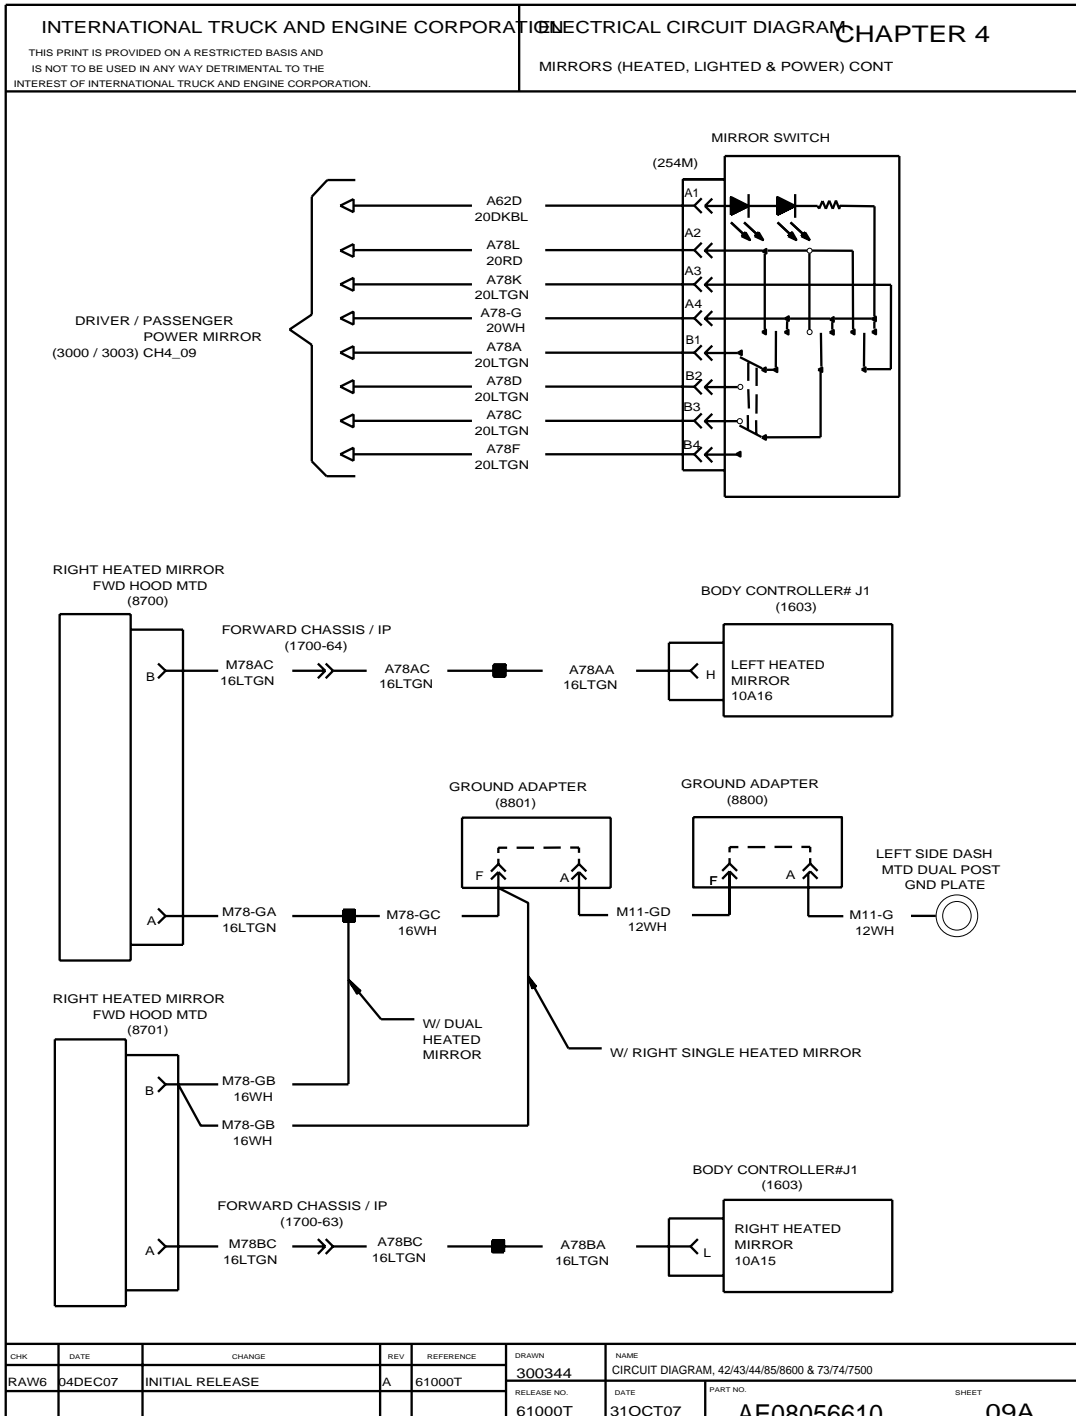 INTERNATIONAL TRUCK AND ENGINE CORPORATION
ELECTRICAL CIRCUIT DIAGRAM
CHAPTER 4
THIS PRINT IS PROVIDED ON A RESTRICTED BASIS AND
IS NOT TO BE USED IN ANY WAY DETRIMENTAL TO THE
INTEREST OF INTERNATIONAL TRUCK AND ENGINE CORPORATION.
MIRRORS (HEATED, LIGHTED & POWER) CONT
MIRROR SWITCH
(254M)
A62D
20DKBL
A1
A78L
20RD
A2
A78K
20LTGN
A3
A78-G
20WH
A4
A78A
20LTGN
B1
A78D
20LTGN
B2
A78C
20LTGN
B3
A78F
20LTGN
B4
DRIVER / PASSENGER
POWER MIRROR
(3000 / 3003) CH4_09
RIGHT HEATED MIRROR
FWD HOOD MTD
(8700)
FORWARD CHASSIS / IP
(1700-64)
BODY CONTROLLER# J1
(1603)
B
M78AC
16LTGN
A78AC
16LTGN
A78AA
16LTGN
H
LEFT HEATED
MIRROR
10A16
GROUND ADAPTER
(8801)
GROUND ADAPTER
(8800)
F
A
F
A
LEFT SIDE DASH
MTD DUAL POST
GND PLATE
A
M78-GA
16LTGN
M78-GC
16WH
M11-GD
12WH
M11-G
12WH
RIGHT HEATED MIRROR
FWD HOOD MTD
(8701)
W/ DUAL
HEATED
MIRROR
W/ RIGHT SINGLE HEATED MIRROR
B
M78-GB
16WH
M78-GB
16WH
FORWARD CHASSIS / IP
(1700-63)
BODY CONTROLLER#J1
(1603)
A
M78BC
16LTGN
A78BC
16LTGN
A78BA
16LTGN
L
RIGHT HEATED
MIRROR
10A15
CHK DATE CHANGE REV REFERENCE DRAWN NAME
RAW6 04DEC07 INITIAL RELEASE A 61000T 300344 CIRCUIT DIAGRAM, 42/43/44/85/8600 & 73/74/7500
RELEASE NO. DATE PART NO. SHEET
61000T 31OCT07 AE08056610 09A